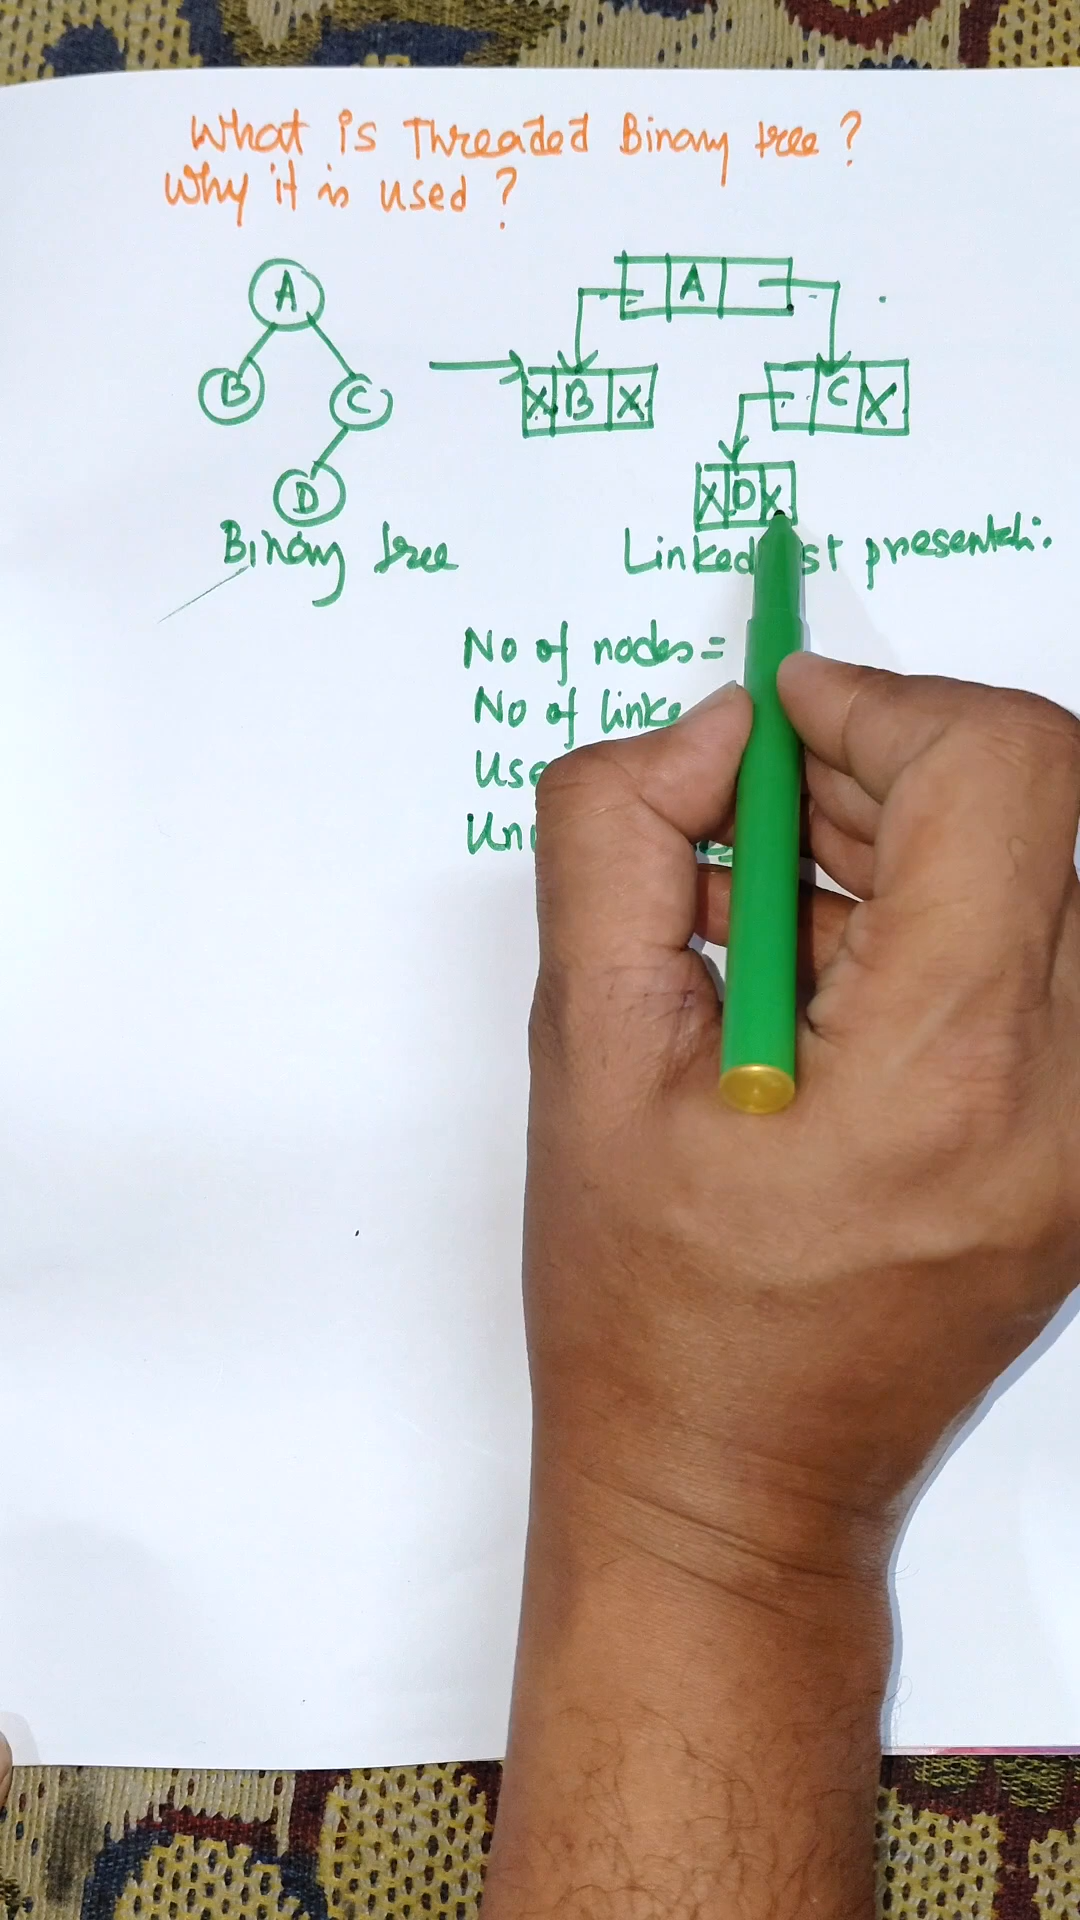 What is Threaded Binary tree?
Why it is used?
A
A
B
C
X B X
C X
D
X D X
Binary tree
Linked st presentati.
No of nodes =
No of links
Use
Un